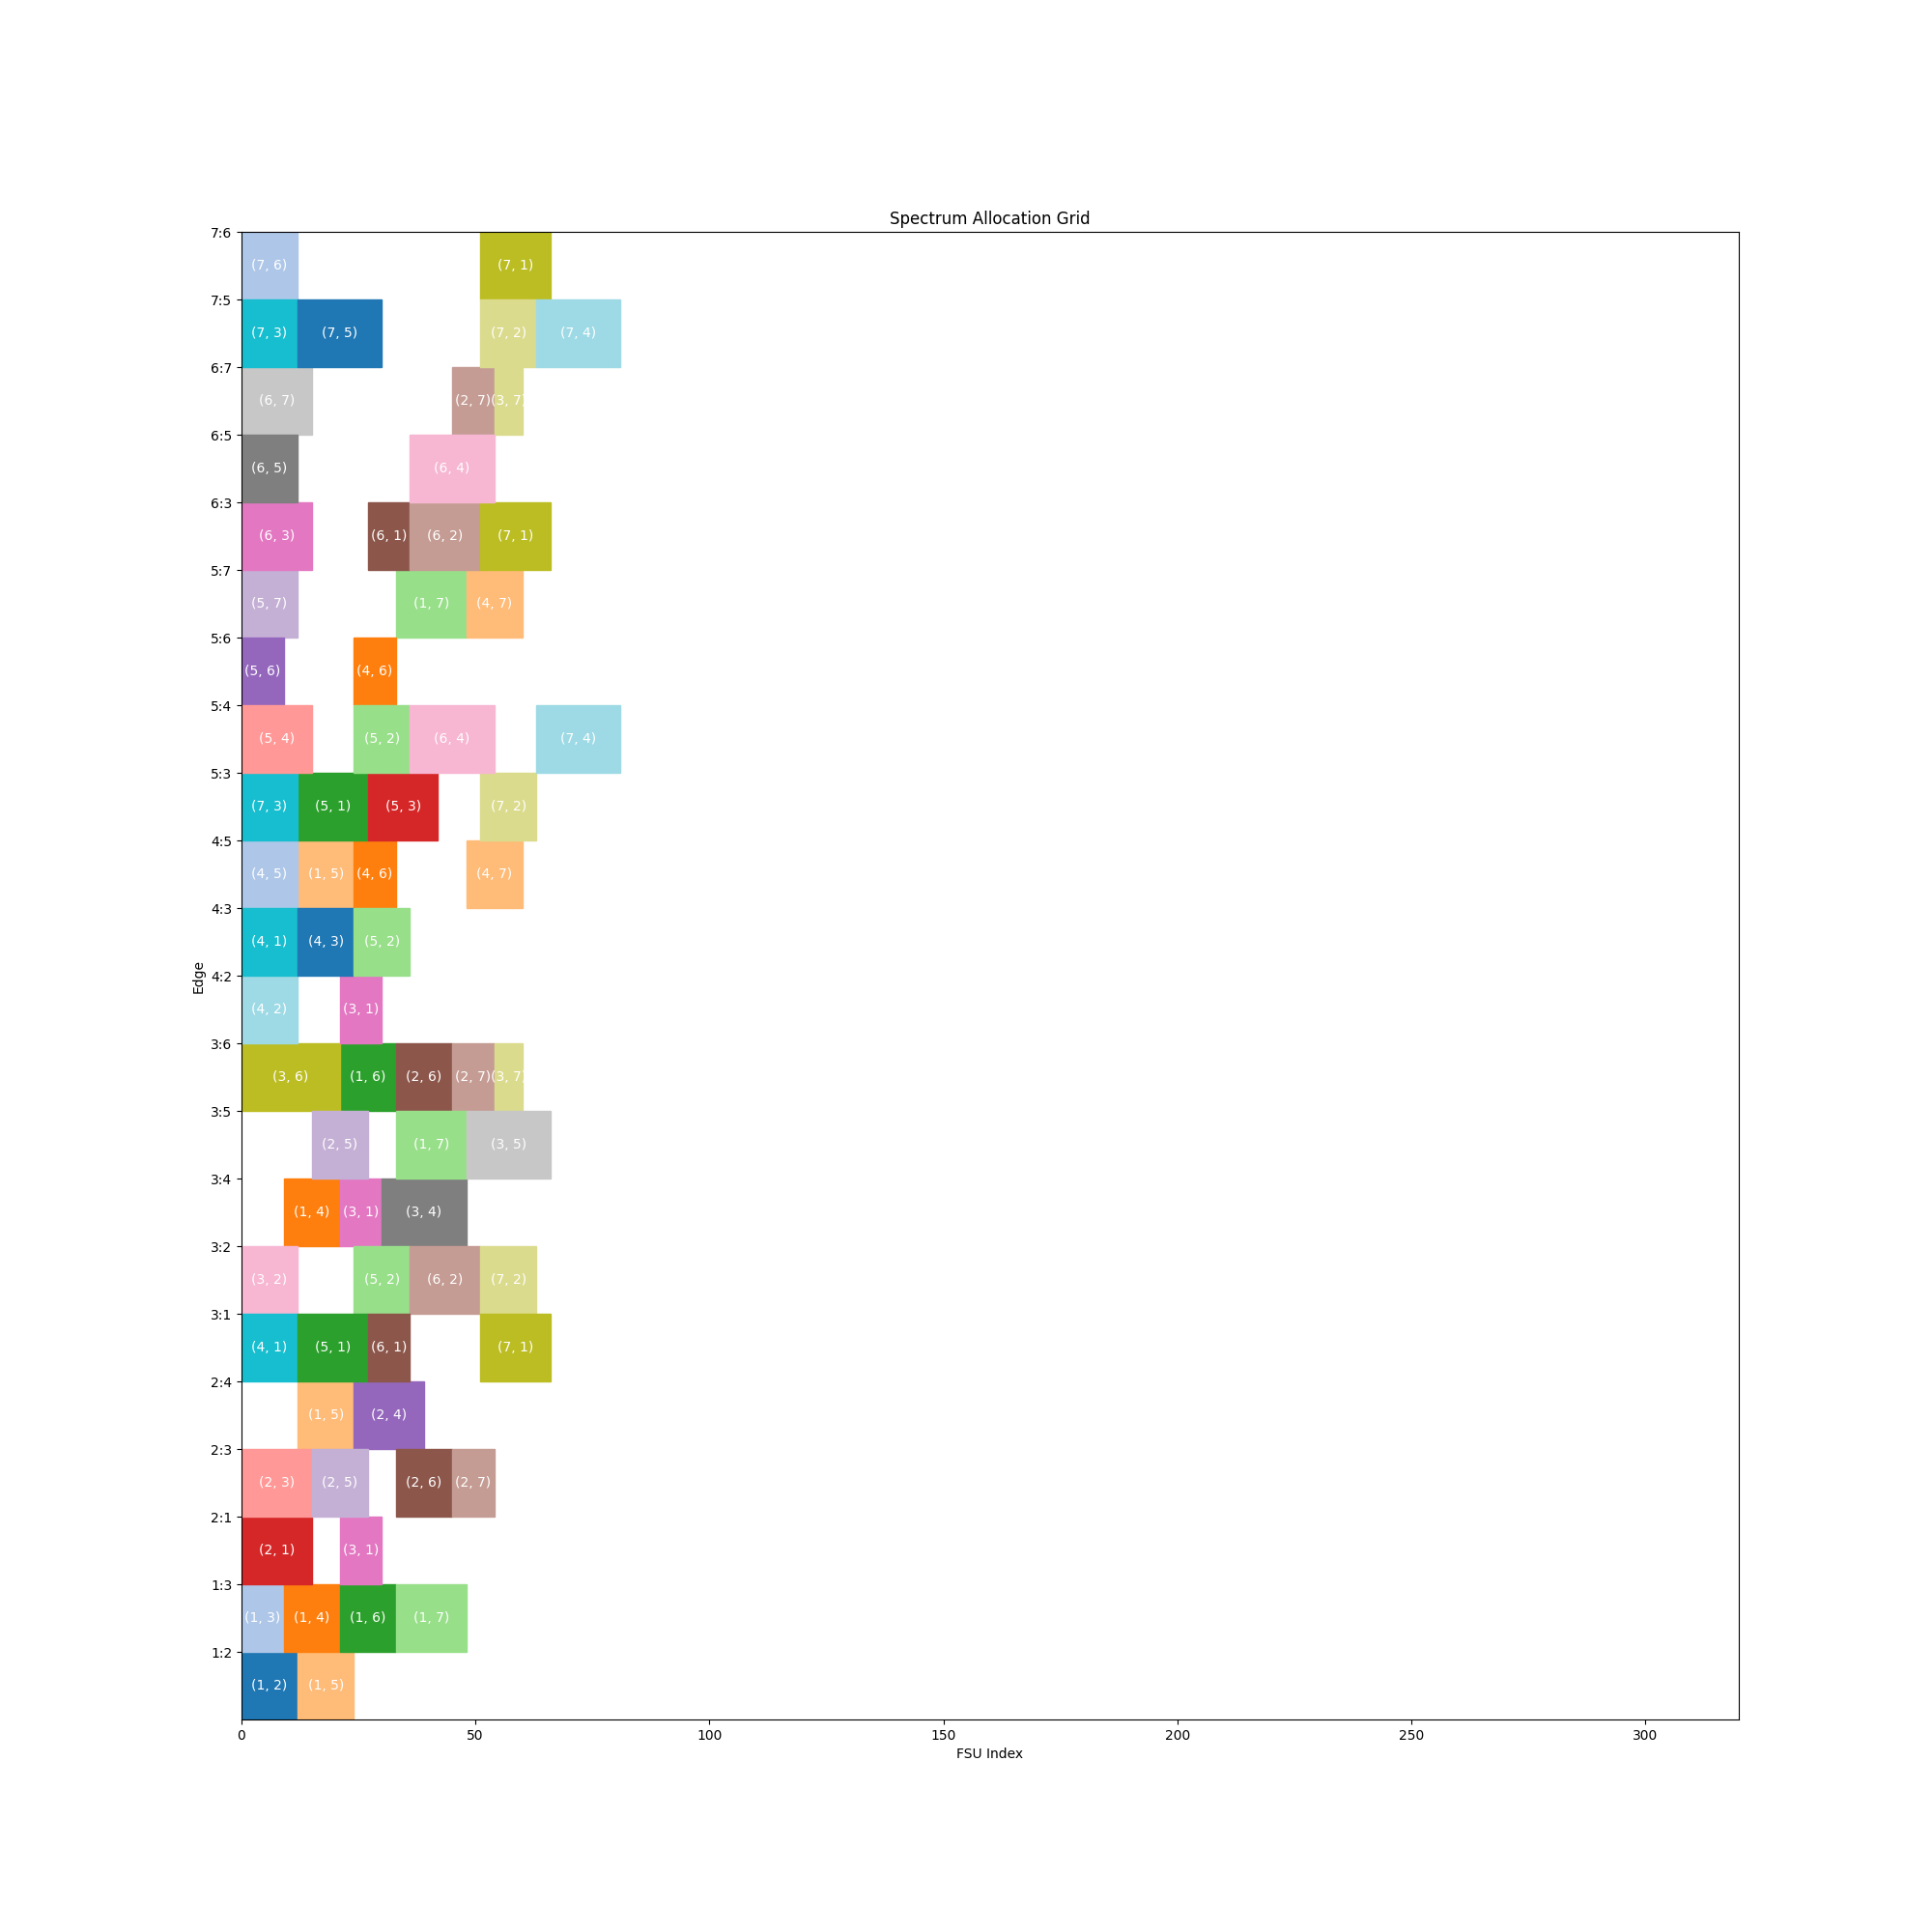 Spectrum Allocation Grid
7:6
(7, 6) (7, 1)
7:5
(7, 3) (7, 5) (7, 2) (7, 4)
6:7
(6, 7) (2, 7) (3, 7)
6:5
(6, 5) (6, 4)
6:3
(6, 3) (6, 1) (6, 2) (7, 1)
5:7
(5, 7) (1, 7) (4, 7)
5:6
(5, 6) (4, 6)
5:4
(5, 4) (5, 2) (6, 4) (7, 4)
5:3
(7, 3) (5, 1) (5, 3) (7, 2)
4:5
(4, 5) (1, 5) (4, 6) (4, 7)
4:3
(4, 1) (4, 3) (5, 2)
4:2
Edge
(4, 2) (3, 1)
3:6
(3, 6) (1, 6) (2, 6) (2, 7) (3, 7)
3:5
(2, 5) (1, 7) (3, 5)
3:4
(1, 4) (3, 1) (3, 4)
3:2
(3, 2) (5, 2) (6, 2) (7, 2)
3:1
(4, 1) (5, 1) (6, 1) (7, 1)
2:4
(1, 5) (2, 4)
2:3
(2, 3) (2, 5) (2, 6) (2, 7)
2:1
(2, 1) (3, 1)
1:3
(1, 3) (1, 4) (1, 6) (1, 7)
1:2
(1, 2) (1, 5)
0 50 100 150 200 250 300
FSU Index